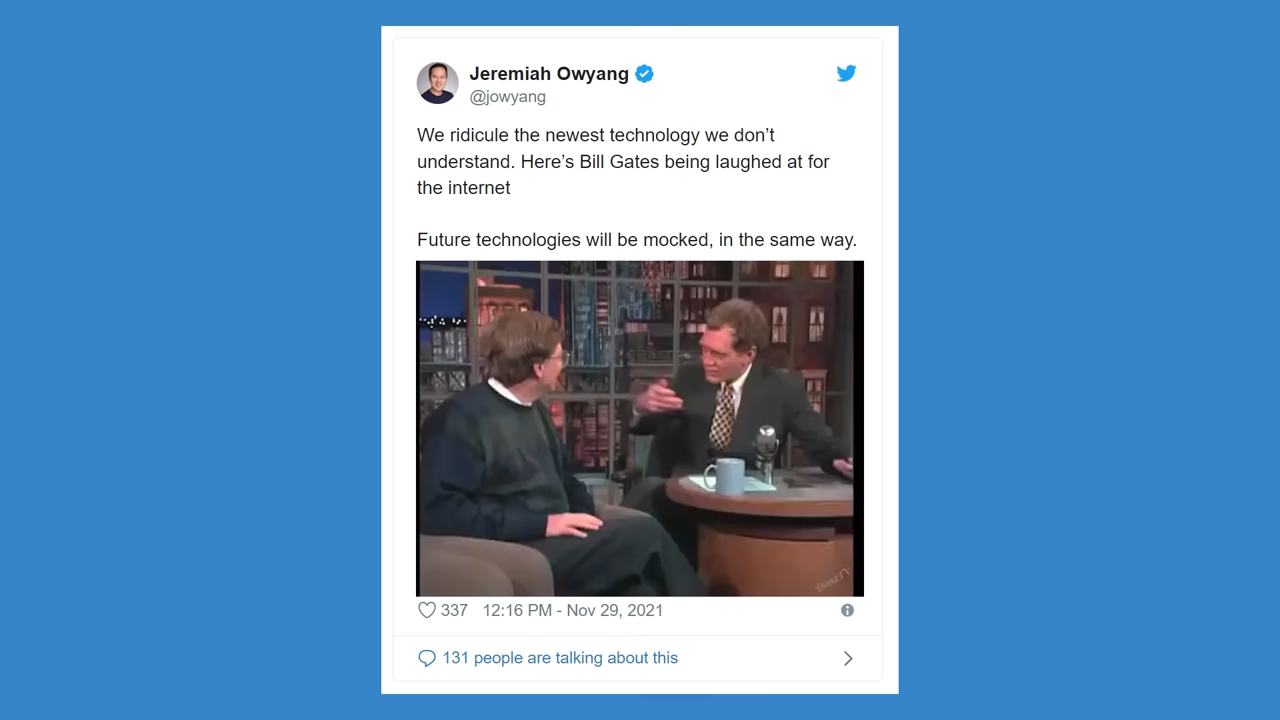 Jeremiah Owyang
@jowyang
We ridicule the newest technology we don’t
understand. Here’s Bill Gates being laughed at for
the internet
Future technologies will be mocked, in the same way.
DonzTV
337 12:16 PM - Nov 29, 2021
131 people are talking about this